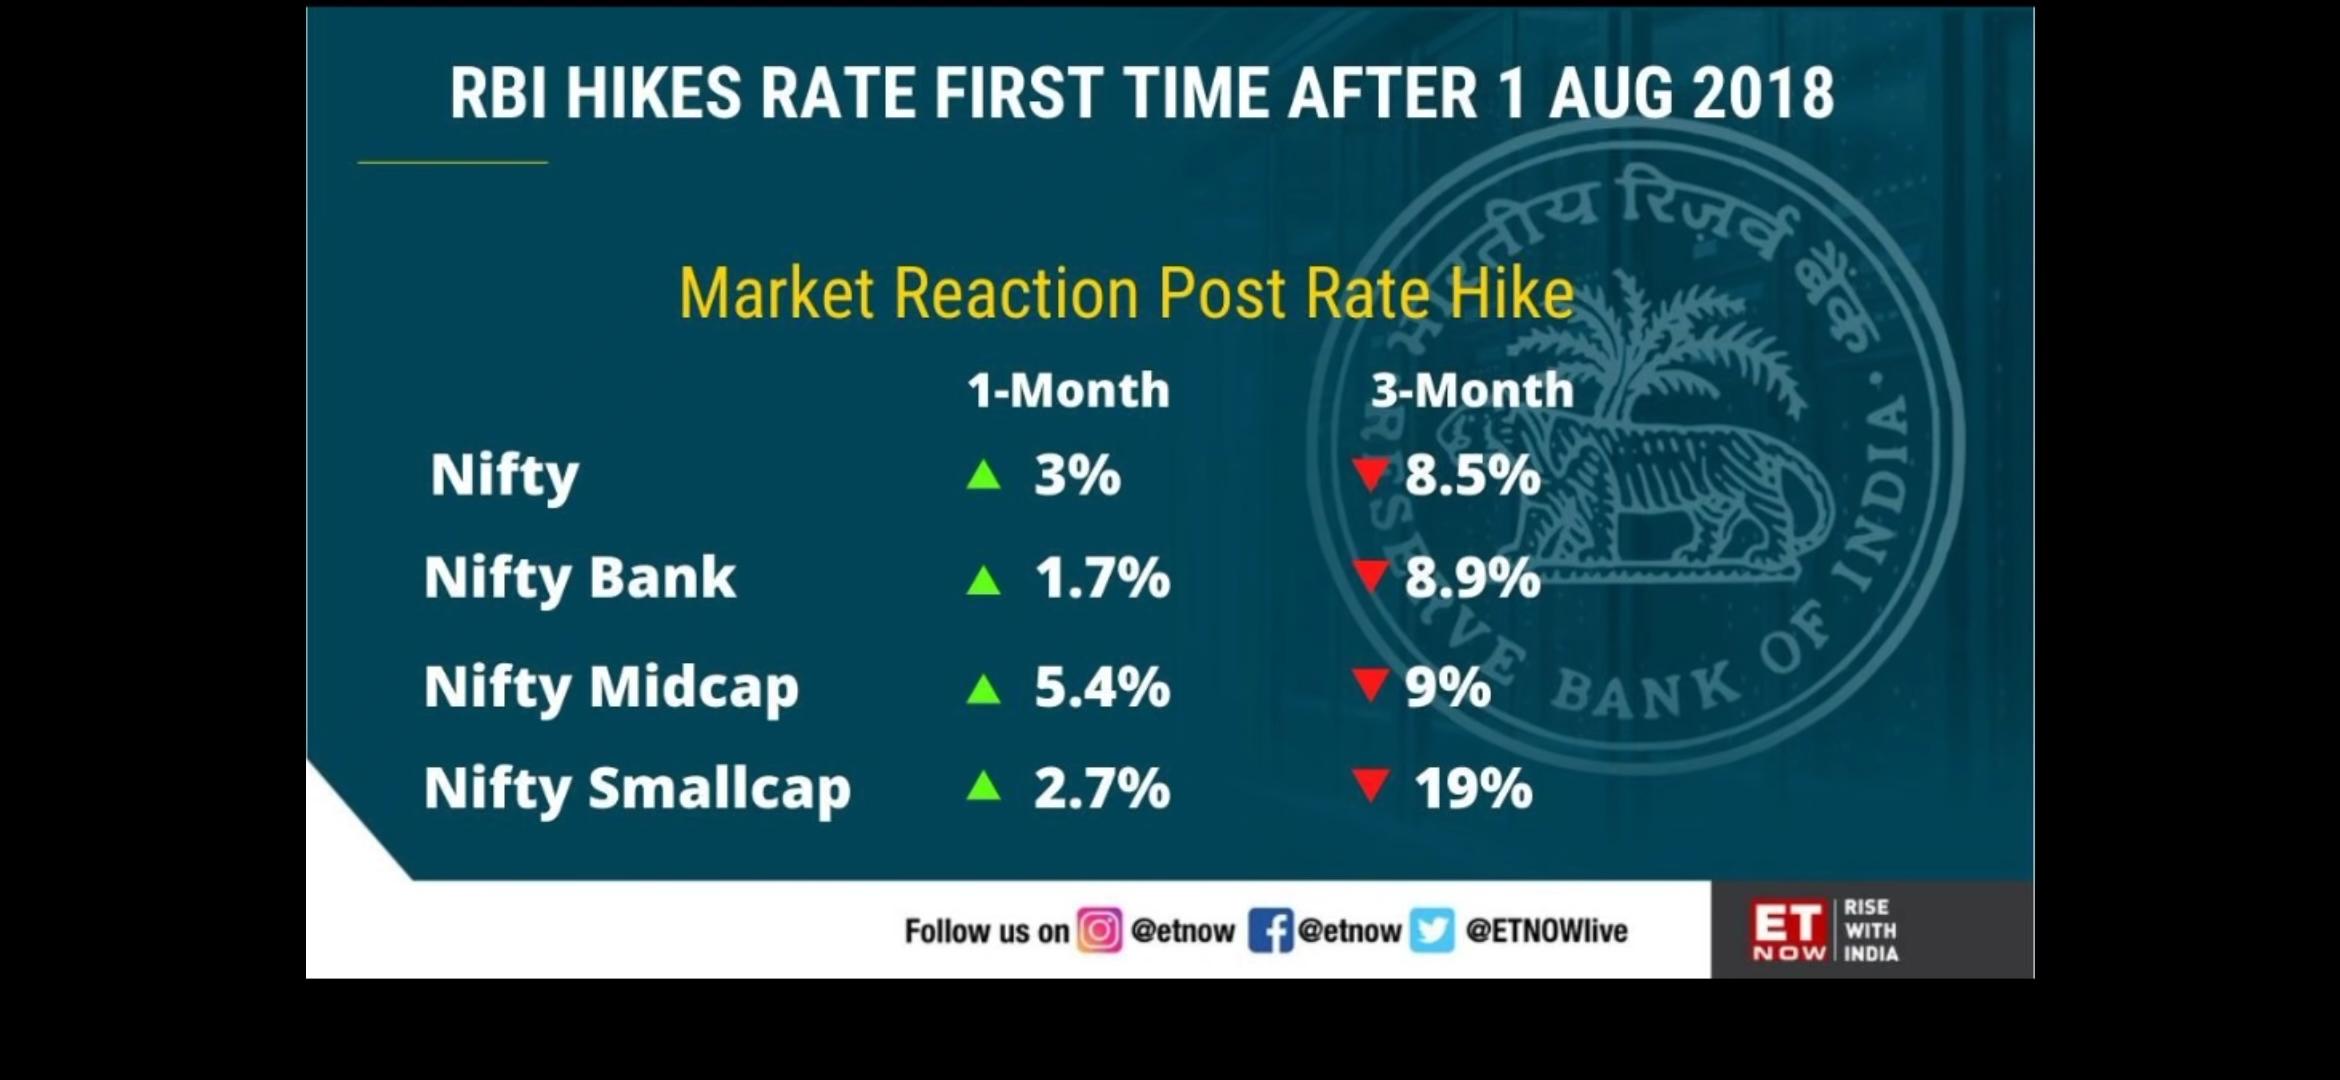 RBI HIKES RATE FIRST TIME AFTER 1 AUG 2018
Market Reaction Post Rate Hike
1-Month 3-Month
Nifty ▲ 3% ▼ 8.5%
Nifty Bank ▲ 1.7% ▼ 8.9%
Nifty Midcap ▲ 5.4% ▼ 9%
Nifty Smallcap ▲ 2.7% ▼ 19%
भारतीय रिज़र्व बैंक
RESERVE BANK OF INDIA
Follow us on @etnow @etnow @ETNOWlive
ET NOW
RISE
WITH
INDIA